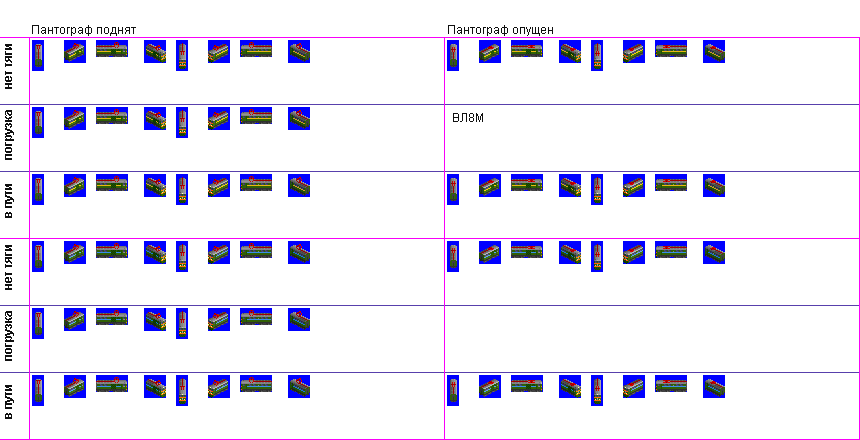 Пантограф поднят
Пантограф опущен
нет тяги
погрузка
ВЛ8М
в пути
нет тяги
погрузка
в пути